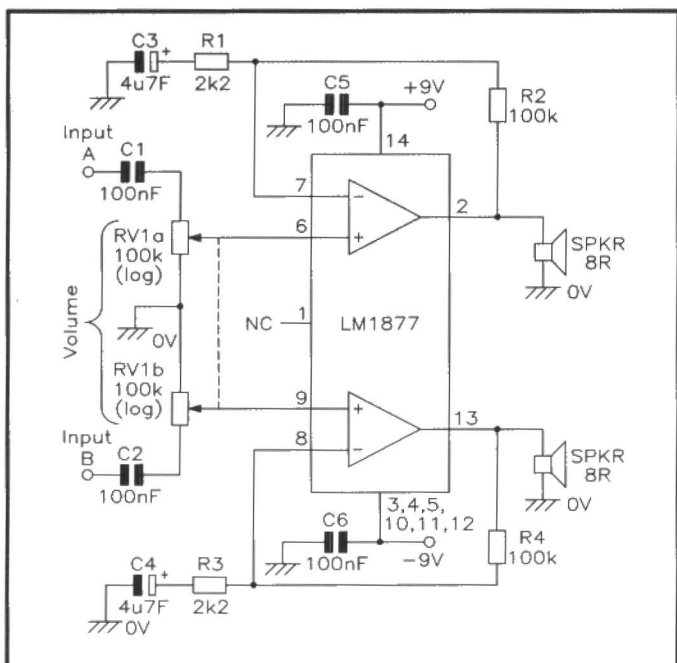 C3
+
4u7F
R1
2k2
C5
100nF
+9V
R2
100k
Input
A
C1
100nF
14
7
−
6
+
2
SPKR
8R
0V
RV1a
100k
(log)
Volume
0V
NC
1
LM1877
RV1b
100k
(log)
9
+
8
−
13
SPKR
8R
0V
Input
B
C2
100nF
3,4,5,
10,11,12
C6
100nF
−9V
R4
100k
C4
+
4u7F
0V
R3
2k2